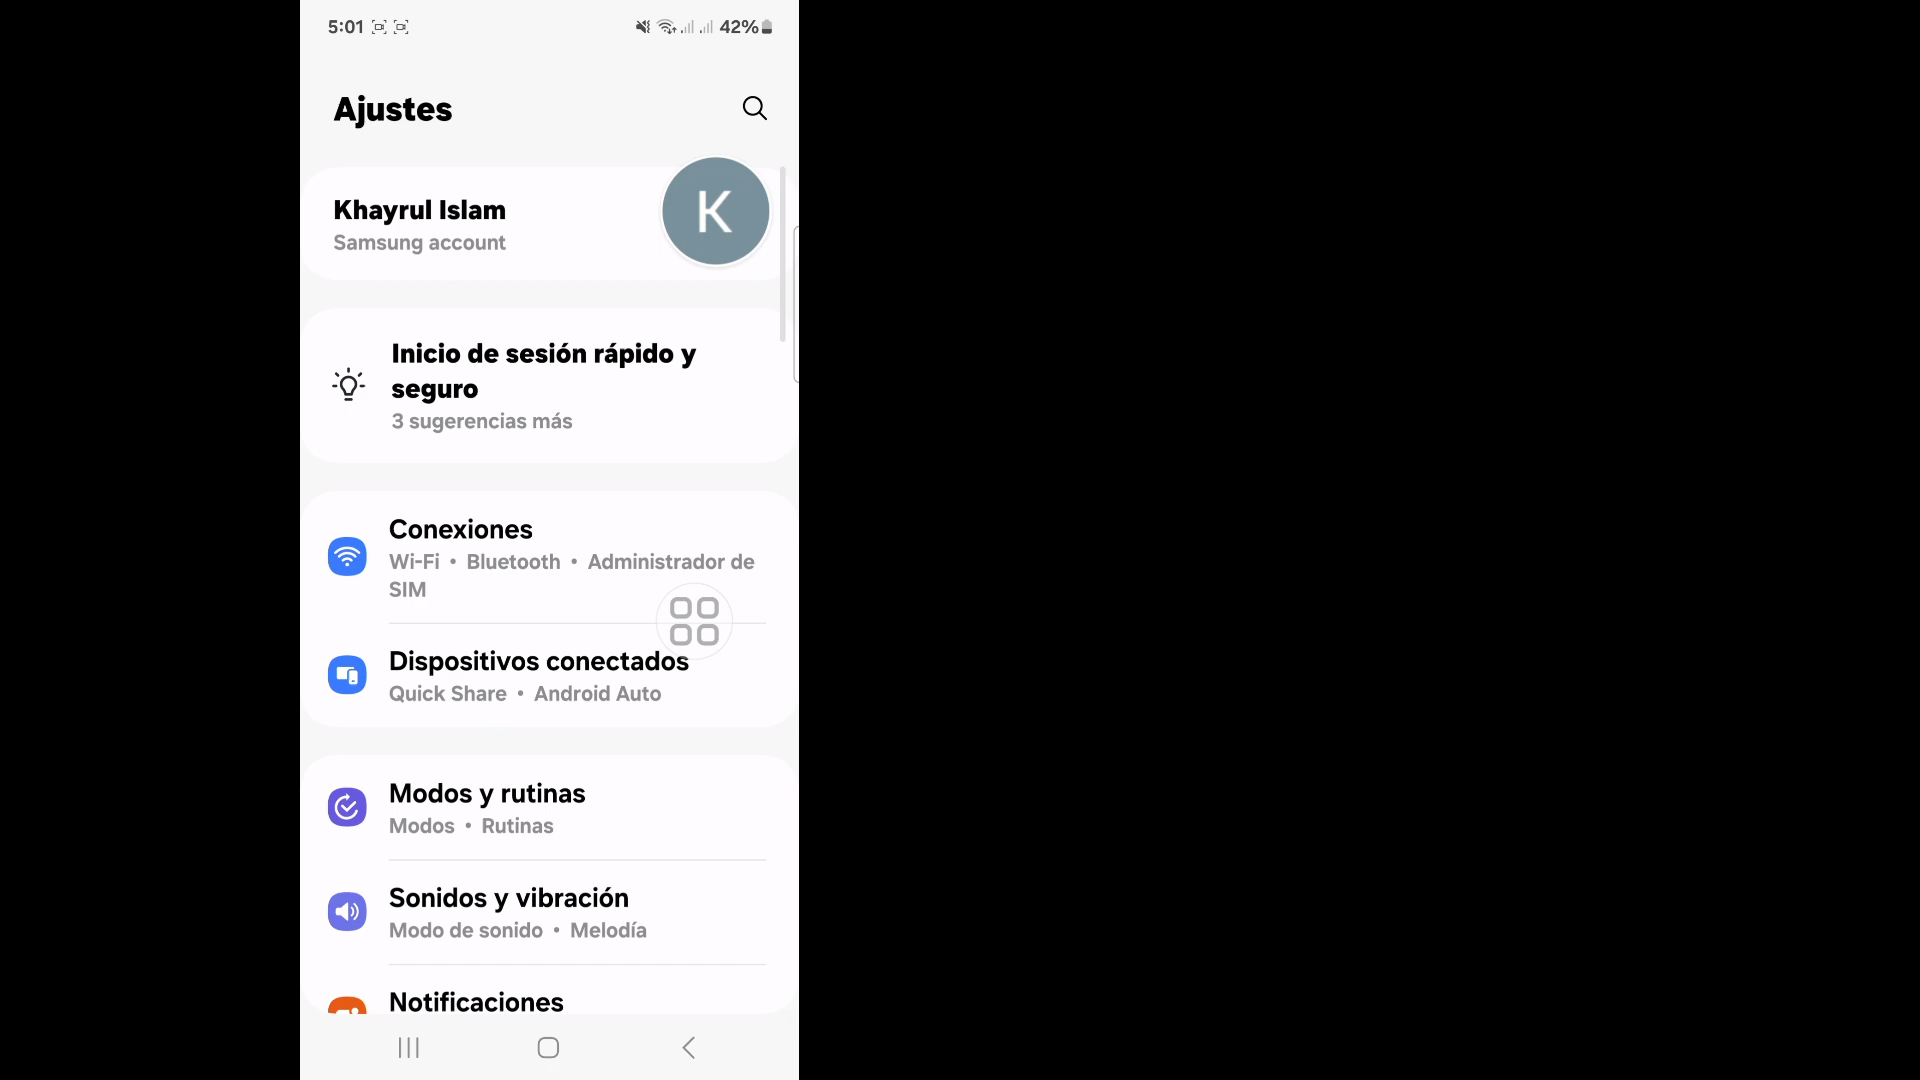 5:01 42%
Ajustes
Khayrul Islam
Samsung account
K
Inicio de sesión rápido y
seguro
3 sugerencias más
Conexiones
Wi-Fi • Bluetooth • Administrador de
SIM
Dispositivos conectados
Quick Share • Android Auto
Modos y rutinas
Modos • Rutinas
Sonidos y vibración
Modo de sonido • Melodía
Notificaciones